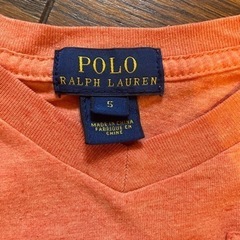 POLO
RALPH LAUREN
5
MADE IN CHINA
FABRIQUÉ EN
CHINE